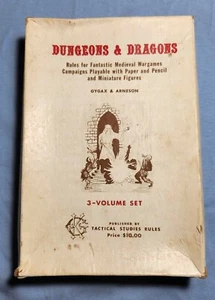 DUNGEONS & DRAGONS
Rules for Fantastic Medieval Wargames
Campaigns Playable with Paper and Pencil
and Miniature Figures
GYGAX & ARNESON
3-VOLUME SET
PUBLISHED BY
TACTICAL STUDIES RULES
Price $10.00